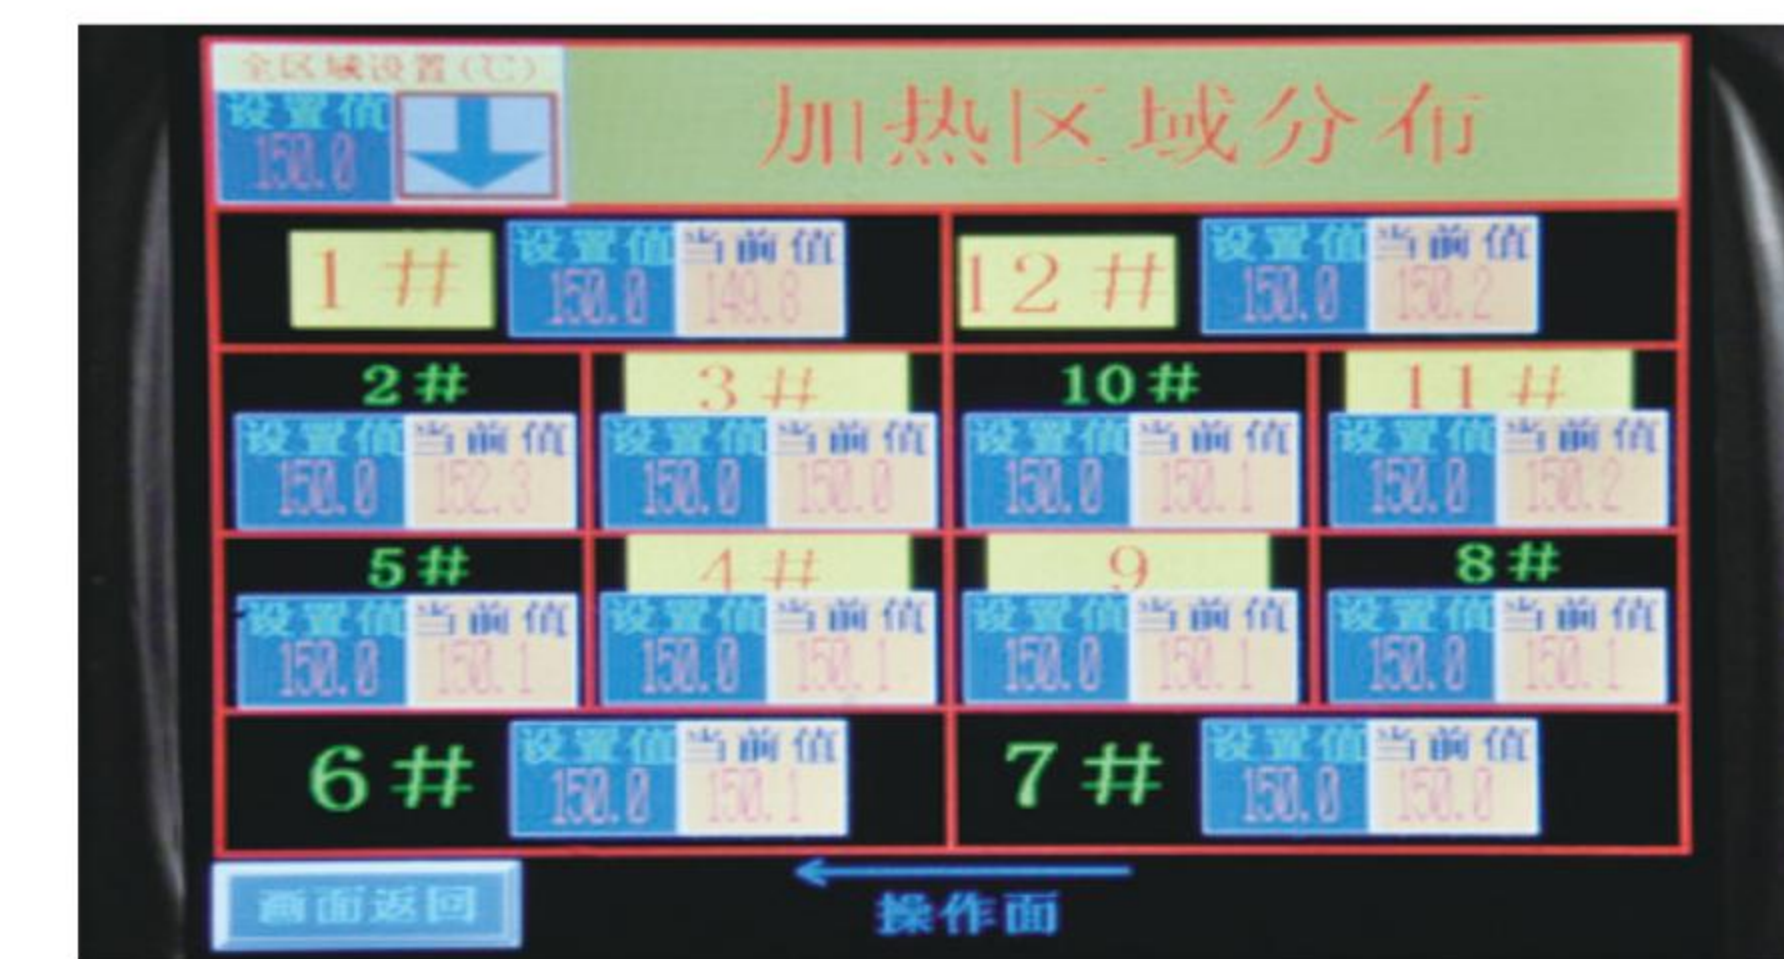 全区域设置(℃)
设置值
150.0
加热区域分布
1# 设置值 当前值
150.0 149.8
12# 设置值 当前值
150.0 150.2
2#
设置值 当前值
150.0 152.3
3#
设置值 当前值
150.0 150.0
10#
设置值 当前值
150.0 150.1
11#
设置值 当前值
150.0 150.2
5#
设置值 当前值
150.0 150.1
4#
设置值 当前值
150.0 150.1
9
设置值 当前值
150.0 150.1
8#
设置值 当前值
150.0 150.1
6# 设置值 当前值
150.0 150.1
7# 设置值 当前值
150.0 150.0
画面返回
操作面